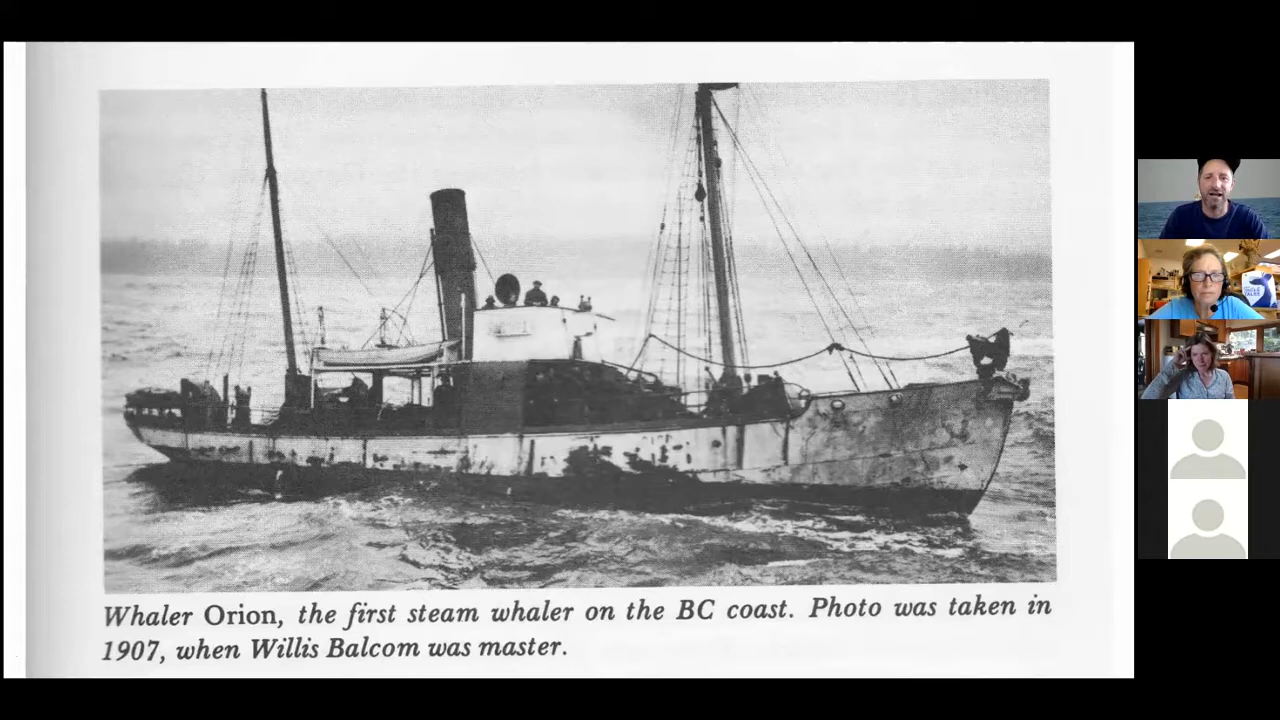 Whaler Orion, the first steam whaler on the BC coast. Photo was taken in
1907, when Willis Balcom was master.